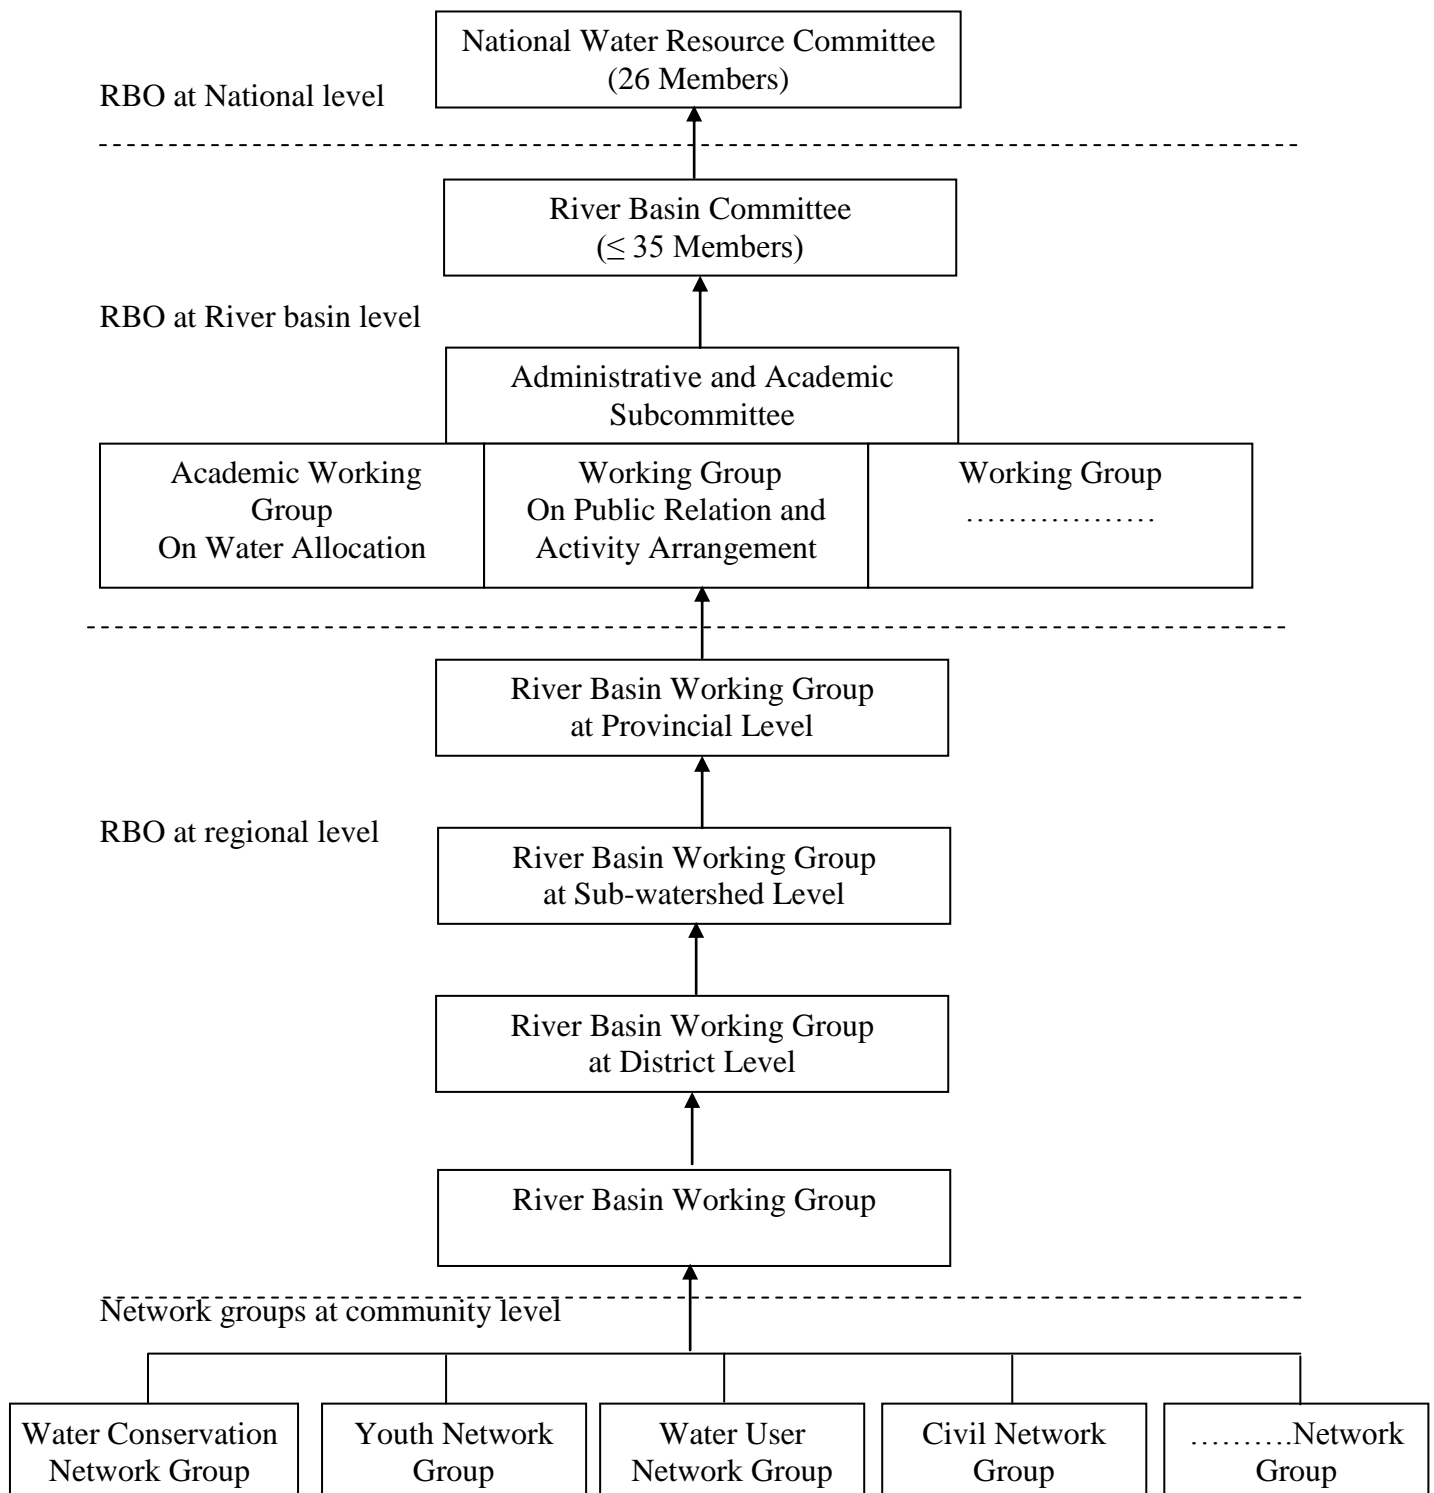 National Water Resource Committee
(26 Members)
RBO at National level
River Basin Committee
(≤ 35 Members)
RBO at River basin level
Administrative and Academic
Subcommittee
Academic Working
Group
On Water Allocation
Working Group
On Public Relation and
Activity Arrangement
Working Group
………………
River Basin Working Group
at Provincial Level
RBO at regional level
River Basin Working Group
at Sub-watershed Level
River Basin Working Group
at District Level
River Basin Working Group
Network groups at community level
Water Conservation
Network Group
Youth Network
Group
Water User
Network Group
Civil Network
Group
……….Network
Group